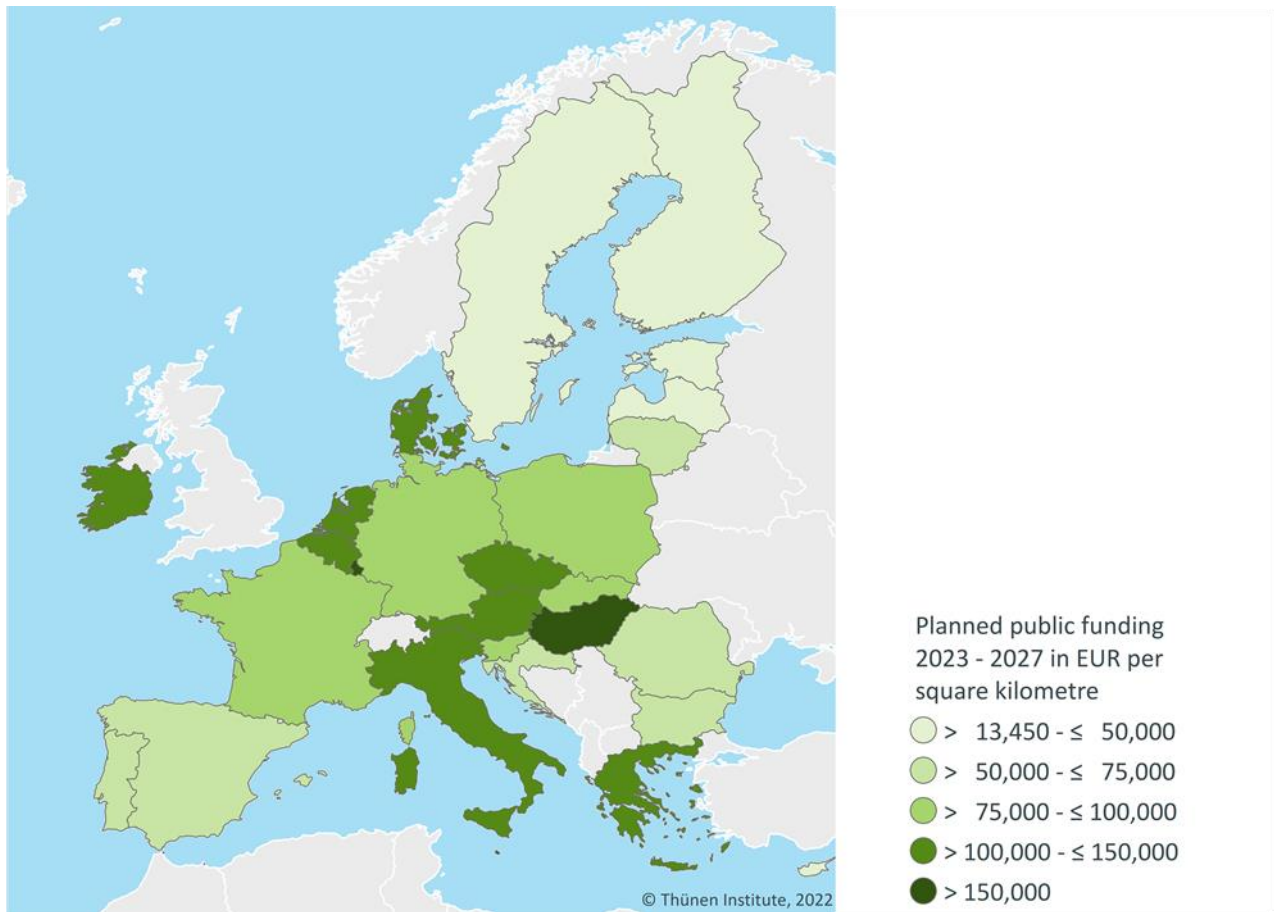 Planned public funding
2023 - 2027 in EUR per
square kilometre
> 13,450 - ≤ 50,000
> 50,000 - ≤ 75,000
> 75,000 - ≤ 100,000
> 100,000 - ≤ 150,000
> 150,000
© Thünen Institute, 2022